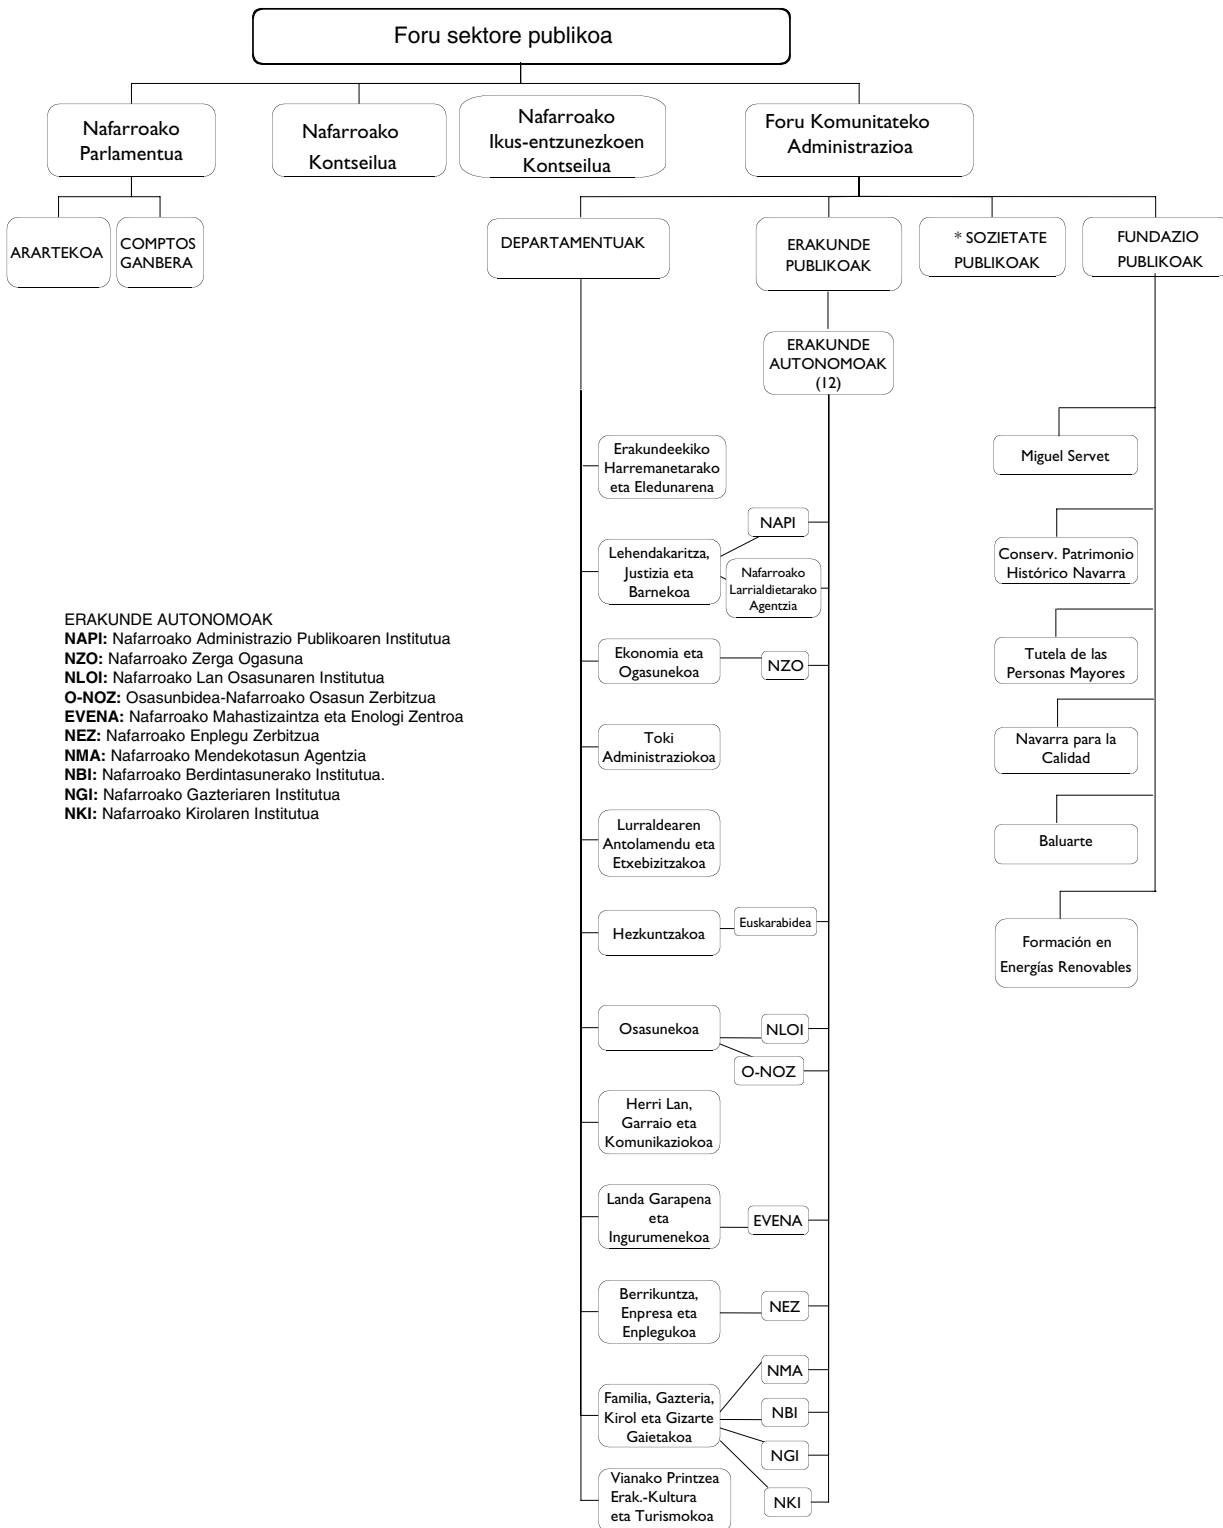 Foru sektore publikoa
Nafarroako
Parlamentua
Nafarroako
Kontseilua
Nafarroako
Ikus-entzunezkoen
Kontseilua
Foru Komunitateko
Administrazioa
ARARTEKOA
COMPTOS
GANBERA
DEPARTAMENTUAK
ERAKUNDE
PUBLIKOAK
* SOZIETATE
PUBLIKOAK
FUNDAZIO
PUBLIKOAK
ERAKUNDE
AUTONOMOAK
(12)
Erakundeekiko
Harremanetarako
eta Eledunarena
Lehendakaritza,
Justizia eta
Barnekoa
NAPI
Nafarroako
Larrialdietarako
Agentzia
Ekonomia eta
Ogasunekoa
NZO
Toki
Administraziokoa
Lurraldearen
Antolamendu eta
Etxebizitzakoa
Hezkuntzakoa
Euskarabidea
Osasunekoa
NLOI
O-NOZ
Herri Lan,
Garraio eta
Komunikaziokoa
Landa Garapena
eta
Ingurumenekoa
EVENA
Berrikuntza,
Enpresa eta
Enplegukoa
NEZ
Familia, Gazteria,
Kirol eta Gizarte
Gaietakoa
NMA
NBI
NGI
NKI
Vianako Printzea
Erak.-Kultura
eta Turismokoa
Miguel Servet
Conserv. Patrimonio
Histórico Navarra
Tutela de las
Personas Mayores
Navarra para la
Calidad
Baluarte
Formación en
Energías Renovables
ERAKUNDE AUTONOMOAK
NAPI: Nafarroako Administrazio Publikoaren Institutua
NZO: Nafarroako Zerga Ogasuna
NLOI: Nafarroako Lan Osasunaren Institutua
O-NOZ: Osasunbidea-Nafarroako Osasun Zerbitzua
EVENA: Nafarroako Mahastizaintza eta Enologi Zentroa
NEZ: Nafarroako Enplegu Zerbitzua
NMA: Nafarroako Mendekotasun Agentzia
NBI: Nafarroako Berdintasunerako Institutua.
NGI: Nafarroako Gazteriaren Institutua
NKI: Nafarroako Kirolaren Institutua